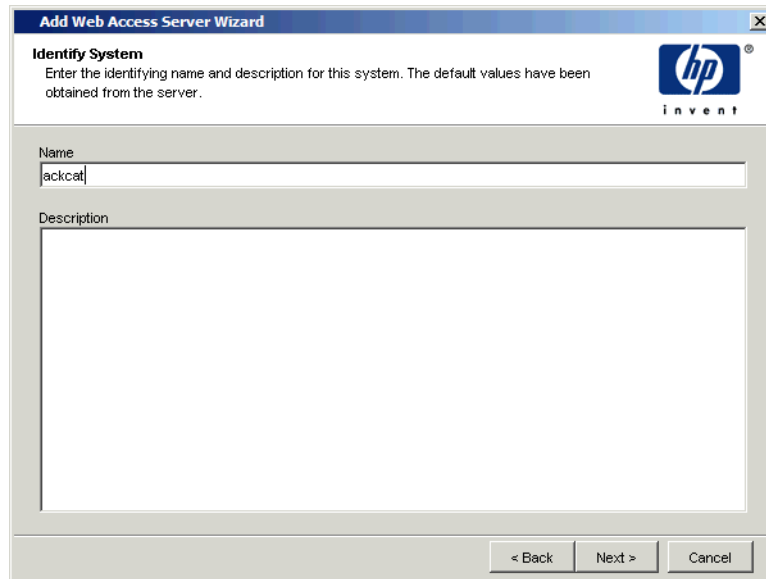 Add Web Access Server Wizard
Identify System
Enter the identifying name and description for this system. The default values have been
obtained from the server.
hp
®
invent
Name
ackcat
Description
< Back
Next >
Cancel